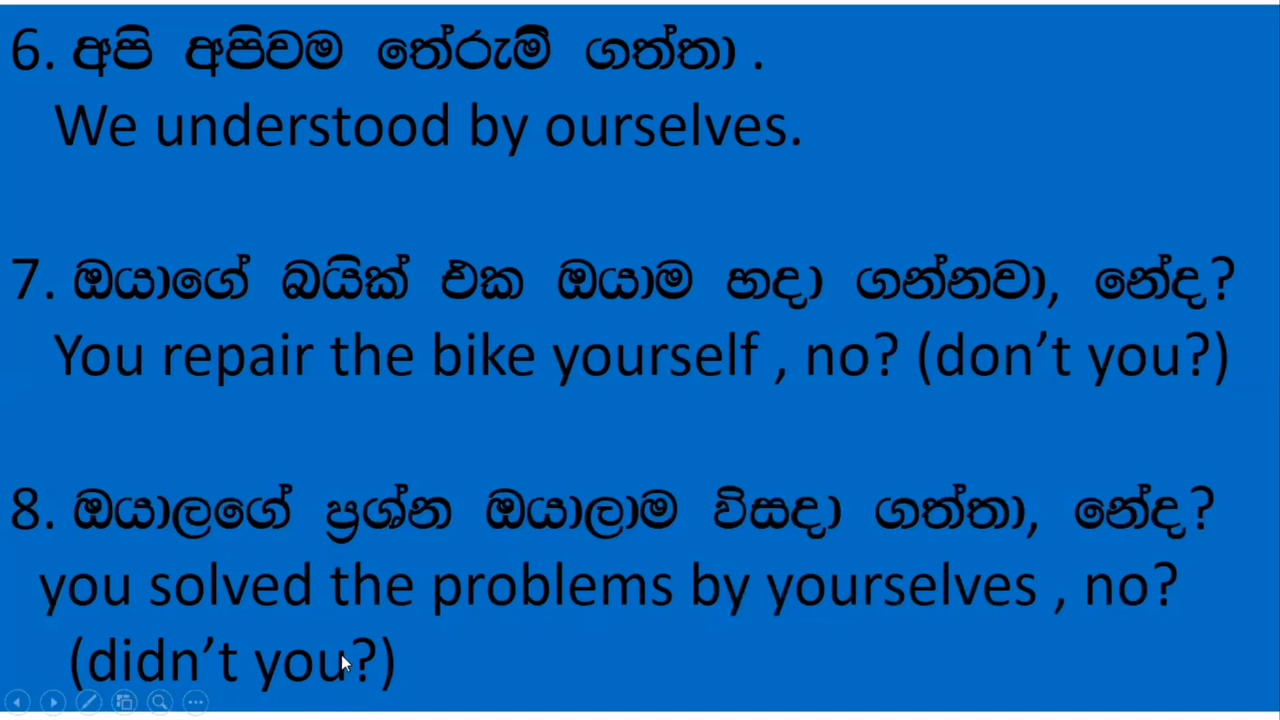 6. අපි අපිවම තේරුම් ගත්තා .
We understood by ourselves.
7. ඔයාගේ බයික් එක ඔයාම හදා ගන්නවා, නේද?
You repair the bike yourself , no? (don’t you?)
8. ඔයාලගේ ප්‍රශ්න ඔයාලාම විසදා ගත්තා, නේද?
you solved the problems by yourselves , no?
(didn’t you?)